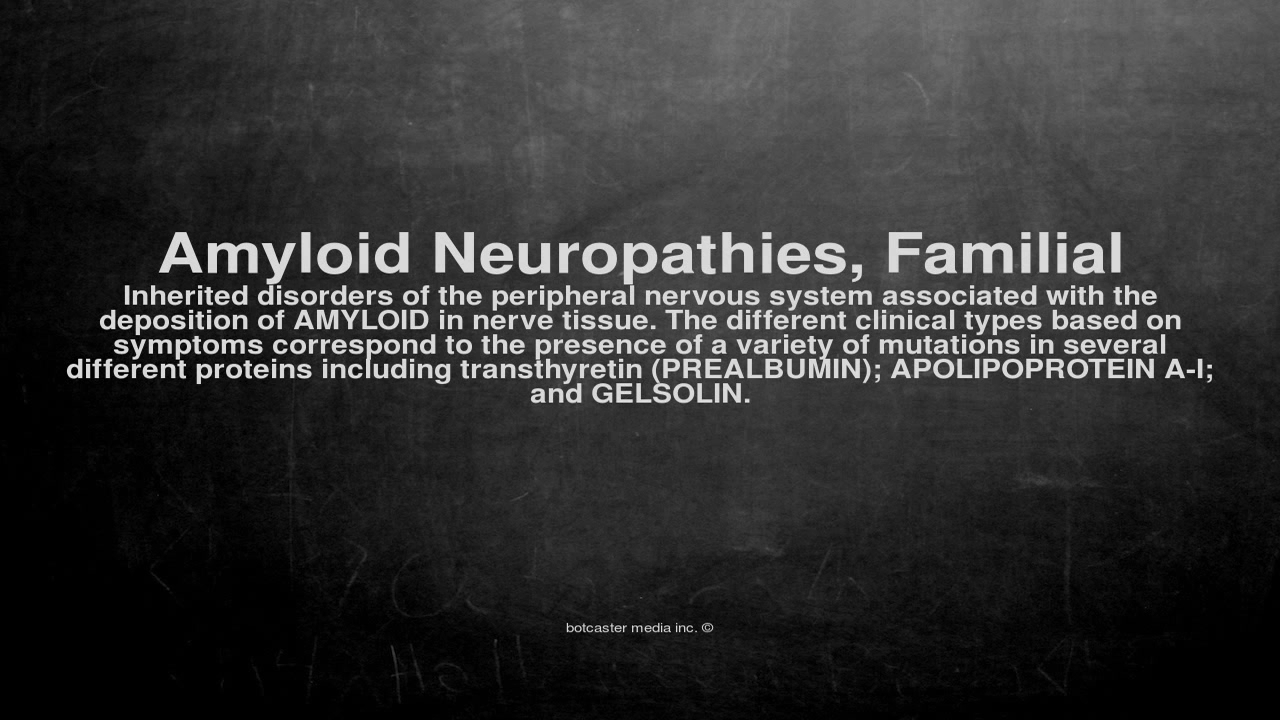 Amyloid Neuropathies, Familial
Inherited disorders of the peripheral nervous system associated with the
deposition of AMYLOID in nerve tissue. The different clinical types based on
symptoms correspond to the presence of a variety of mutations in several
different proteins including transthyretin (PREALBUMIN); APOLIPOPROTEIN A-I;
and GELSOLIN.
botcaster media inc. ©